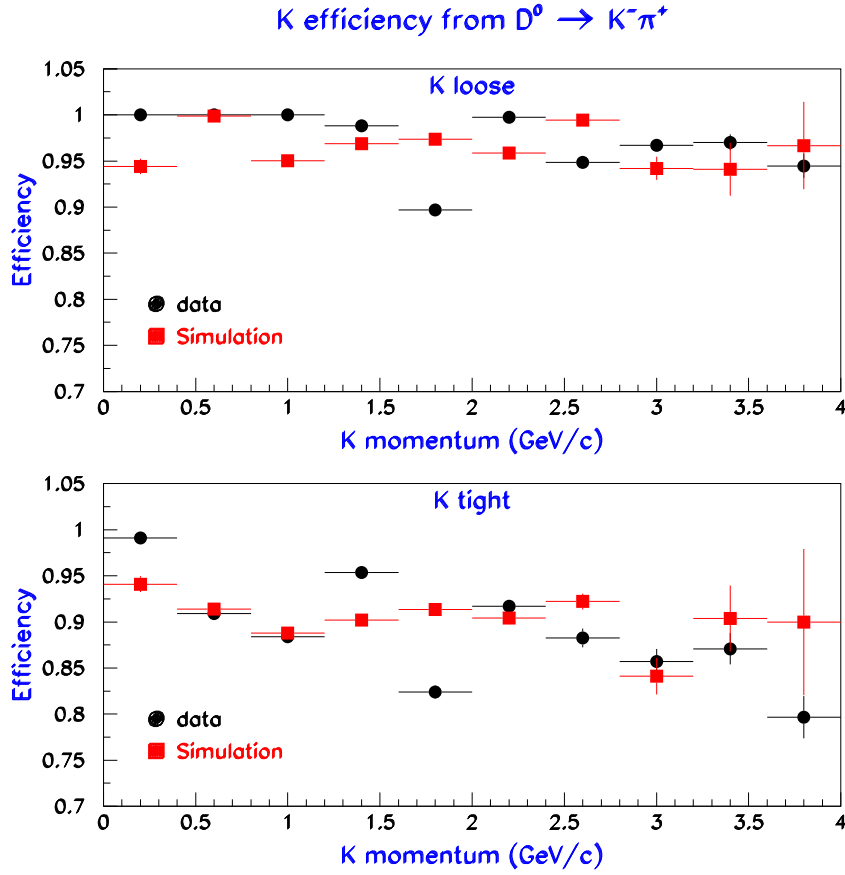 K efficiency from D⁰ → K⁻π⁺
K loose
1.05
1
0.95
0.9
0.85
0.8
0.75
0.7
Efficiency
data
Simulation
0 0.5 1 1.5 2 2.5 3 3.5 4
K momentum (GeV/c)
K tight
1.05
1
0.95
0.9
0.85
0.8
0.75
0.7
Efficiency
data
Simulation
0 0.5 1 1.5 2 2.5 3 3.5 4
K momentum (GeV/c)